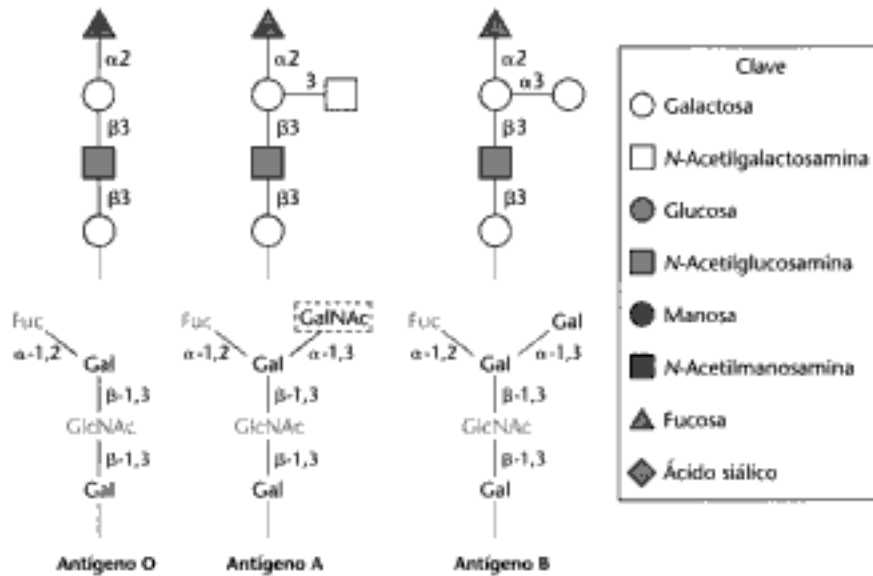 α2
β3
β3
α2
3
β3
β3
α2
α3
β3
β3
Clave
Galactosa
N-Acetilgalactosamina
Glucosa
N-Acetilglucosamina
Manosa
N-Acetilmanosamina
Fucosa
Ácido siálico
Fuc
α-1,2
Gal
β-1,3
GlcNAc
β-1,3
Gal
Antígeno O
Fuc
GalNAc
α-1,2
α-1,3
Gal
β-1,3
GlcNAc
β-1,3
Gal
Antígeno A
Fuc
Gal
α-1,2
α-1,3
Gal
β-1,3
GlcNAc
β-1,3
Gal
Antígeno B